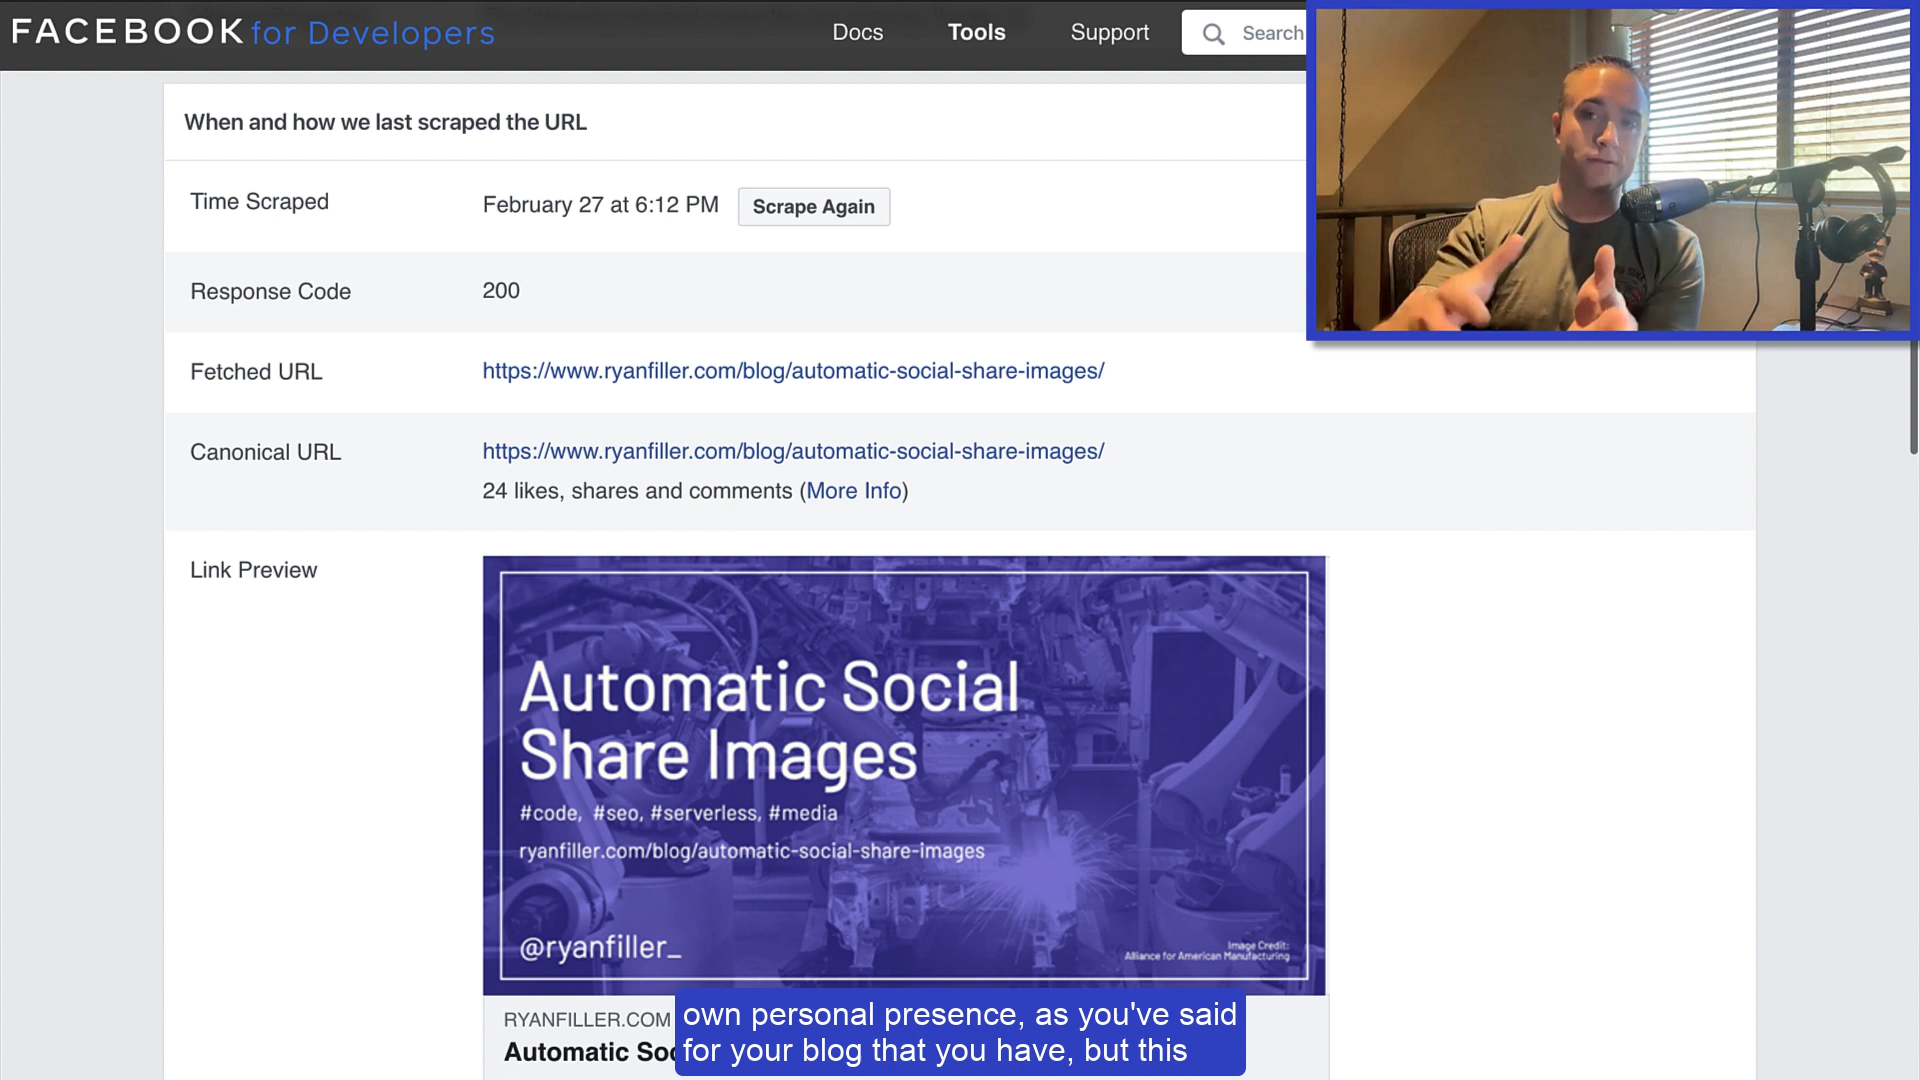 FACEBOOK for Developers
Docs
Tools
Support
Search
When and how we last scraped the URL
Time Scraped
February 27 at 6:12 PM
Scrape Again
Response Code
200
Fetched URL
https://www.ryanfiller.com/blog/automatic-social-share-images/
Canonical URL
https://www.ryanfiller.com/blog/automatic-social-share-images/
24 likes, shares and comments (More Info)
Link Preview
Automatic Social
Share Images
#code, #seo, #serverless, #media
ryanfiller.com/blog/automatic-social-share-images
@ryanfiller_
Image Credit:
Alliance for American Manufacturing
RYANFILLER.COM
Automatic Soc
own personal presence, as you've said
for your blog that you have, but this